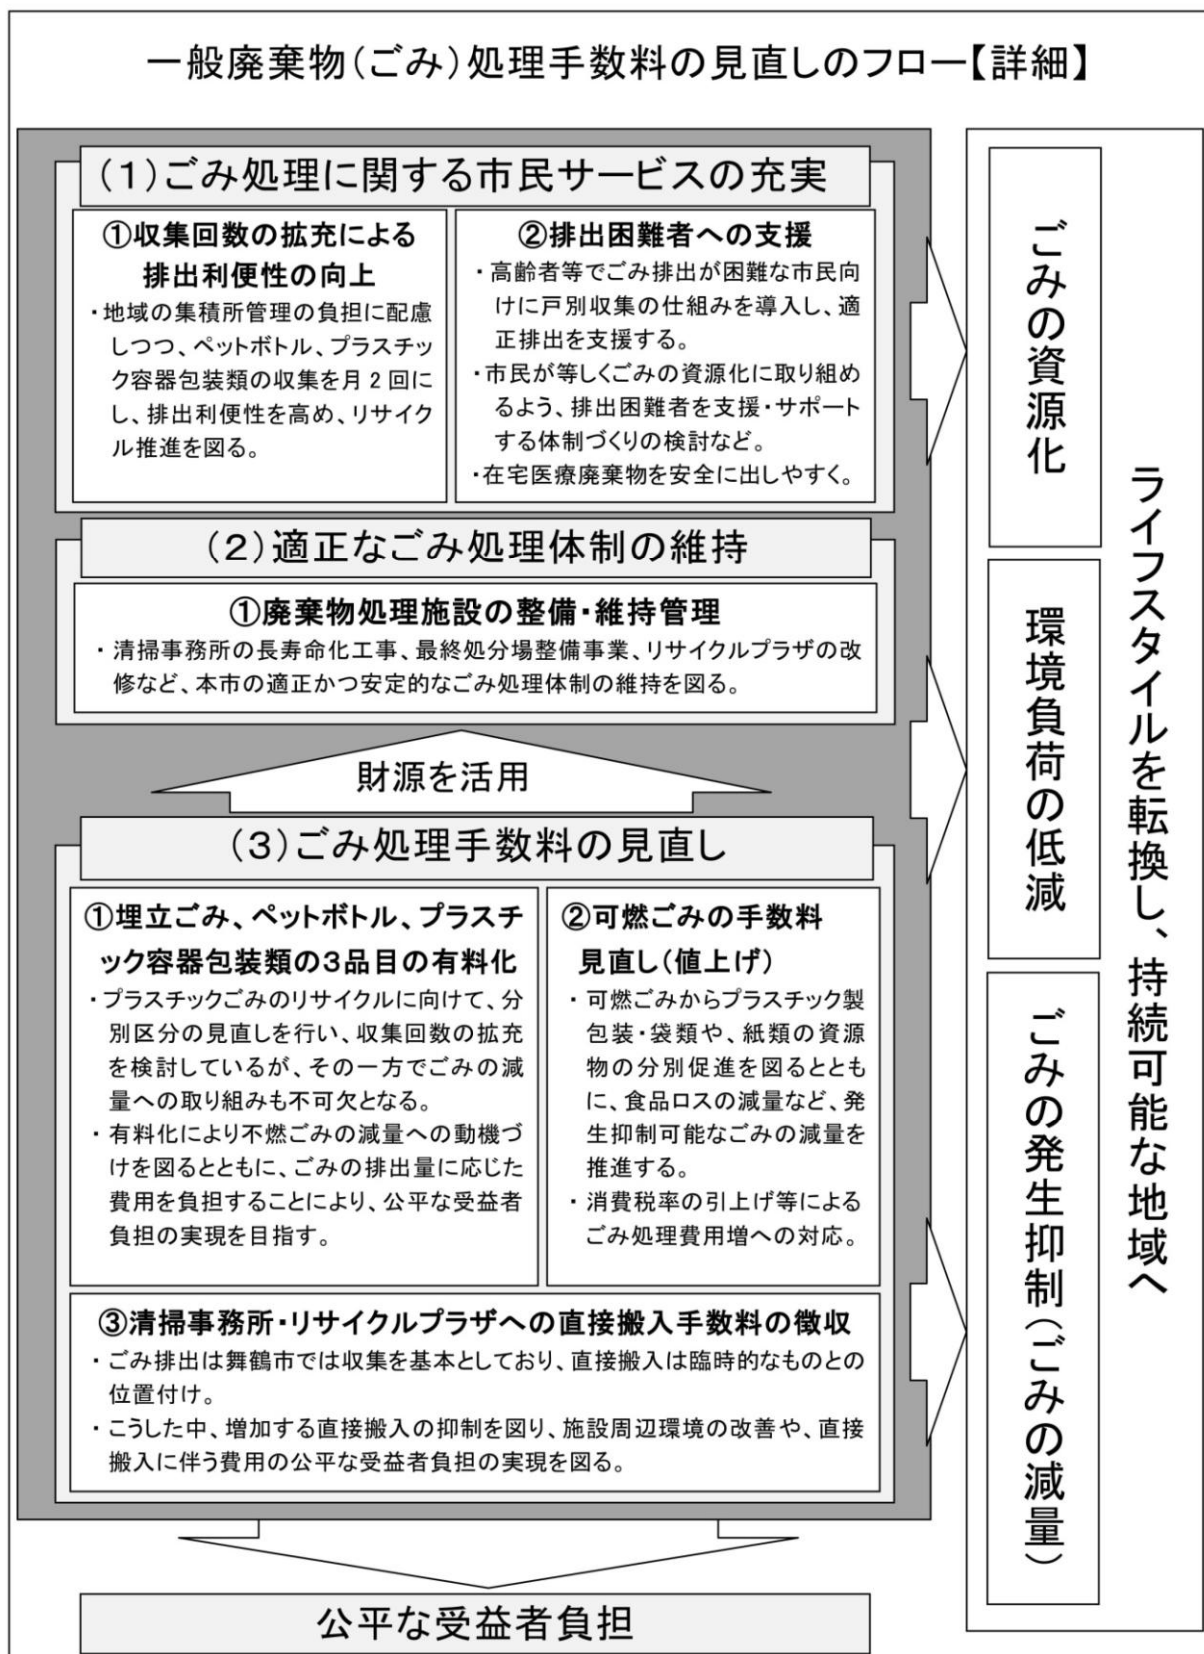 一般廃棄物(ごみ)処理手数料の見直しのフロー【詳細】
(1)ごみ処理に関する市民サービスの充実
①収集回数の拡充による
排出利便性の向上
・地域の集積所管理の負担に配慮
しつつ、ペットボトル、プラスチッ
ク容器包装類の収集を月2回に
し、排出利便性を高め、リサイク
ル推進を図る。
②排出困難者への支援
・高齢者等でごみ排出が困難な市民向
けに戸別収集の仕組みを導入し、適
正排出を支援する。
・市民が等しくごみの資源化に取り組め
るよう、排出困難者を支援・サポート
する体制づくりの検討など。
・在宅医療廃棄物を安全に出しやすく。
(2)適正なごみ処理体制の維持
①廃棄物処理施設の整備・維持管理
・清掃事務所の長寿命化工事、最終処分場整備事業、リサイクルプラザの改
修など、本市の適正かつ安定的なごみ処理体制の維持を図る。
財源を活用
(3)ごみ処理手数料の見直し
①埋立ごみ、ペットボトル、プラスチ
ック容器包装類の3品目の有料化
・プラスチックごみのリサイクルに向けて、分
別区分の見直しを行い、収集回数の拡充
を検討しているが、その一方でごみの減
量への取り組みも不可欠となる。
・有料化により不燃ごみの減量への動機づ
けを図るとともに、ごみの排出量に応じた
費用を負担することにより、公平な受益者
負担の実現を目指す。
②可燃ごみの手数料
見直し(値上げ)
・可燃ごみからプラスチック製
包装・袋類や、紙類の資源
物の分別促進を図るととも
に、食品ロスの減量など、発
生抑制可能なごみの減量を
推進する。
・消費税率の引上げ等による
ごみ処理費用増への対応。
③清掃事務所・リサイクルプラザへの直接搬入手数料の徴収
・ごみ排出は舞鶴市では収集を基本としており、直接搬入は臨時的なものとの
位置付け。
・こうした中、増加する直接搬入の抑制を図り、施設周辺環境の改善や、直接
搬入に伴う費用の公平な受益者負担の実現を図る。
公平な受益者負担
ごみの資源化
環境負荷の低減
ごみの発生抑制(ごみの減量)
ライフスタイルを転換し、持続可能な地域へ